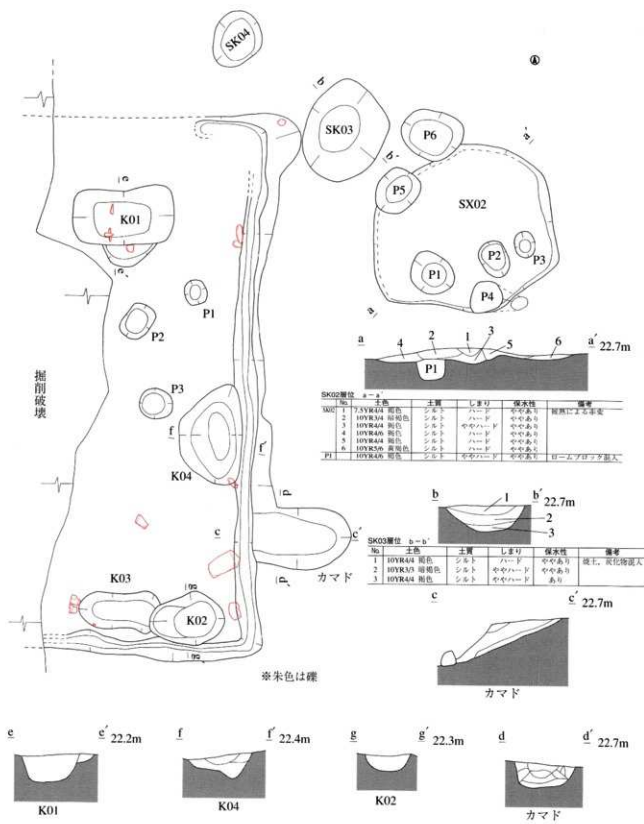 SK04
b
SK03
b´
P6
a´
P5
SX02
P1
P2
P3
P4
a
e
K01
e´
P1
P2
P3
掘削破壊
f
f´
K04
c
c´
d
d´
カマド
K03
g
K02
g´
※朱色は礫
a
4
2
1
3
5
6
a´ 22.7m
P1
SK02層位 a－a´
No. 土色 土質 しまり 保水性 備考
SK02 1 7.5YR4/4 褐色 シルト ハード ややあり 被熱による赤変
2 10YR3/4 暗褐色 シルト ハード ややあり
3 10YR4/4 褐色 シルト ややハード ややあり
4 10YR4/6 褐色 シルト ハード ややあり
5 10YR4/4 褐色 シルト ハード ややあり
6 10YR5/6 黄褐色 シルト ハード ややあり
P1 10YR4/6 褐色 シルト ややハード ややあり ロームブロック混入
b
1
b´ 22.7m
2
3
SK03層位 b－b´
No. 土色 土質 しまり 保水性 備考
1 10YR4/4 褐色 シルト ハード ややあり 焼土，炭化物混入
2 10YR3/3 暗褐色 シルト ややハード ややあり
3 10YR4/4 褐色 シルト ややハード あり
c
c´ 22.7m
カマド
e
e´ 22.2m
K01
f
f´ 22.4m
K04
g
g´ 22.3m
K02
d
d´ 22.7m
カマド